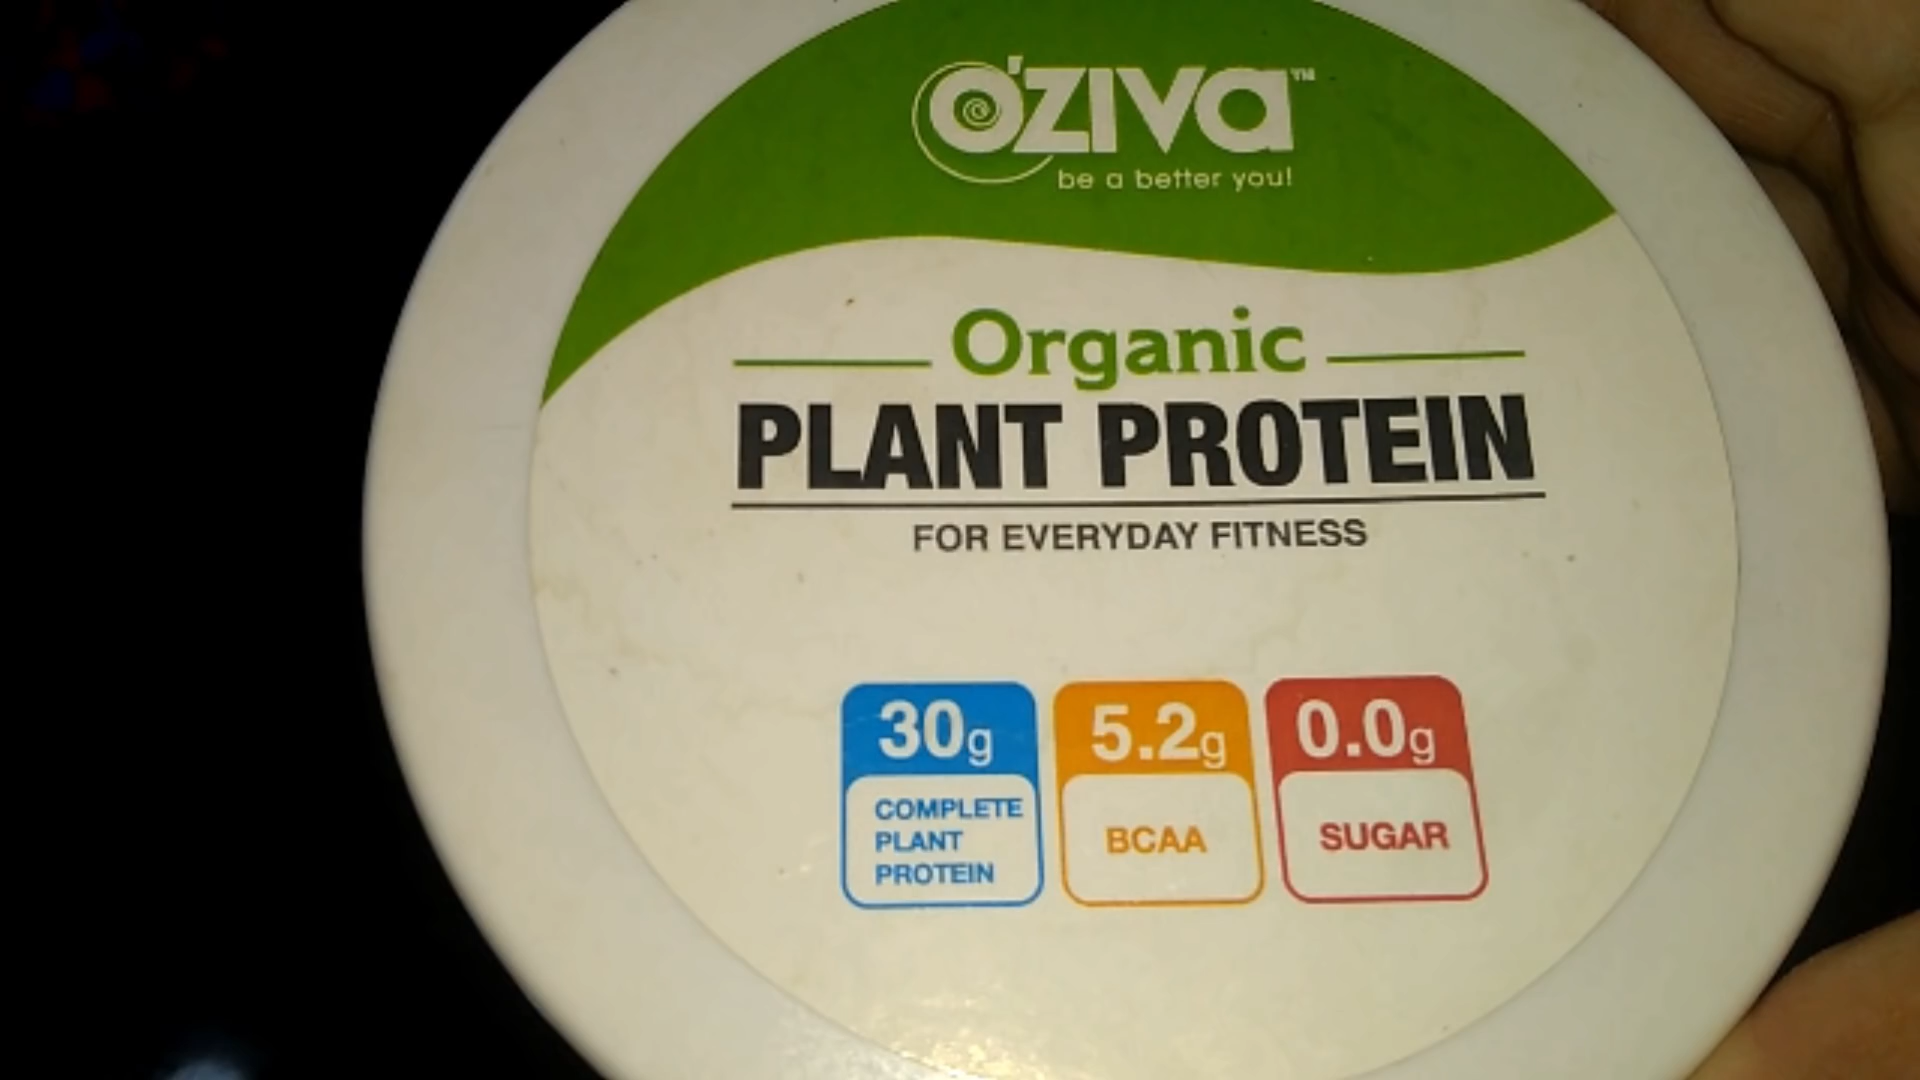 O'ZIVa™
be a better you!
Organic
PLANT PROTEIN
FOR EVERYDAY FITNESS
30g
COMPLETE
PLANT
PROTEIN
5.2g
BCAA
0.0g
SUGAR